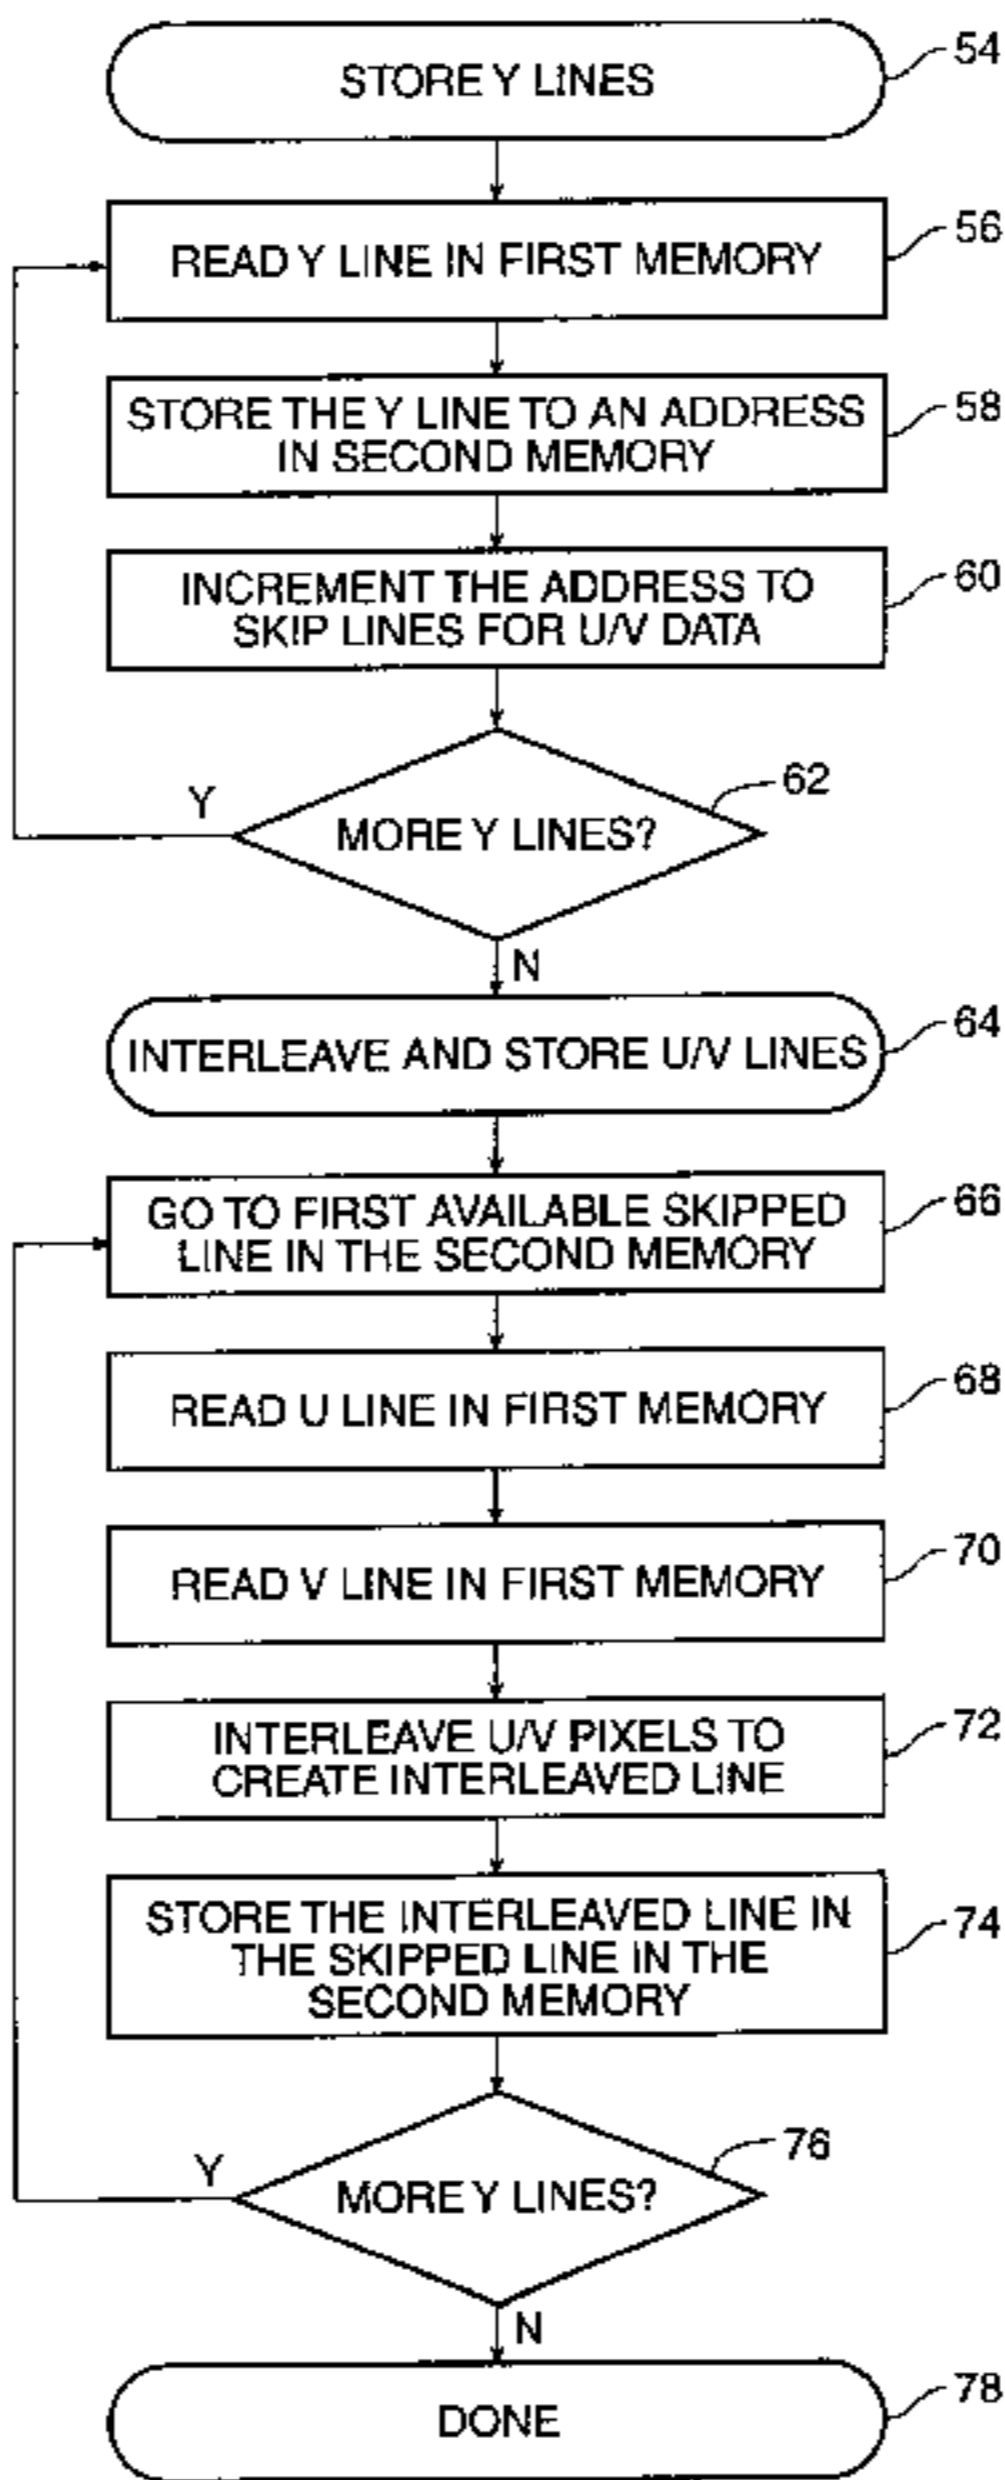 STORE Y LINES
54
READ Y LINE IN FIRST MEMORY
56
STORE THE Y LINE TO AN ADDRESS
IN SECOND MEMORY
58
INCREMENT THE ADDRESS TO
SKIP LINES FOR U/V DATA
60
Y
MORE Y LINES?
62
N
INTERLEAVE AND STORE U/V LINES
64
GO TO FIRST AVAILABLE SKIPPED
LINE IN THE SECOND MEMORY
66
READ U LINE IN FIRST MEMORY
68
READ V LINE IN FIRST MEMORY
70
INTERLEAVE U/V PIXELS TO
CREATE INTERLEAVED LINE
72
STORE THE INTERLEAVED LINE IN
THE SKIPPED LINE IN THE
SECOND MEMORY
74
Y
MORE Y LINES?
76
N
DONE
78